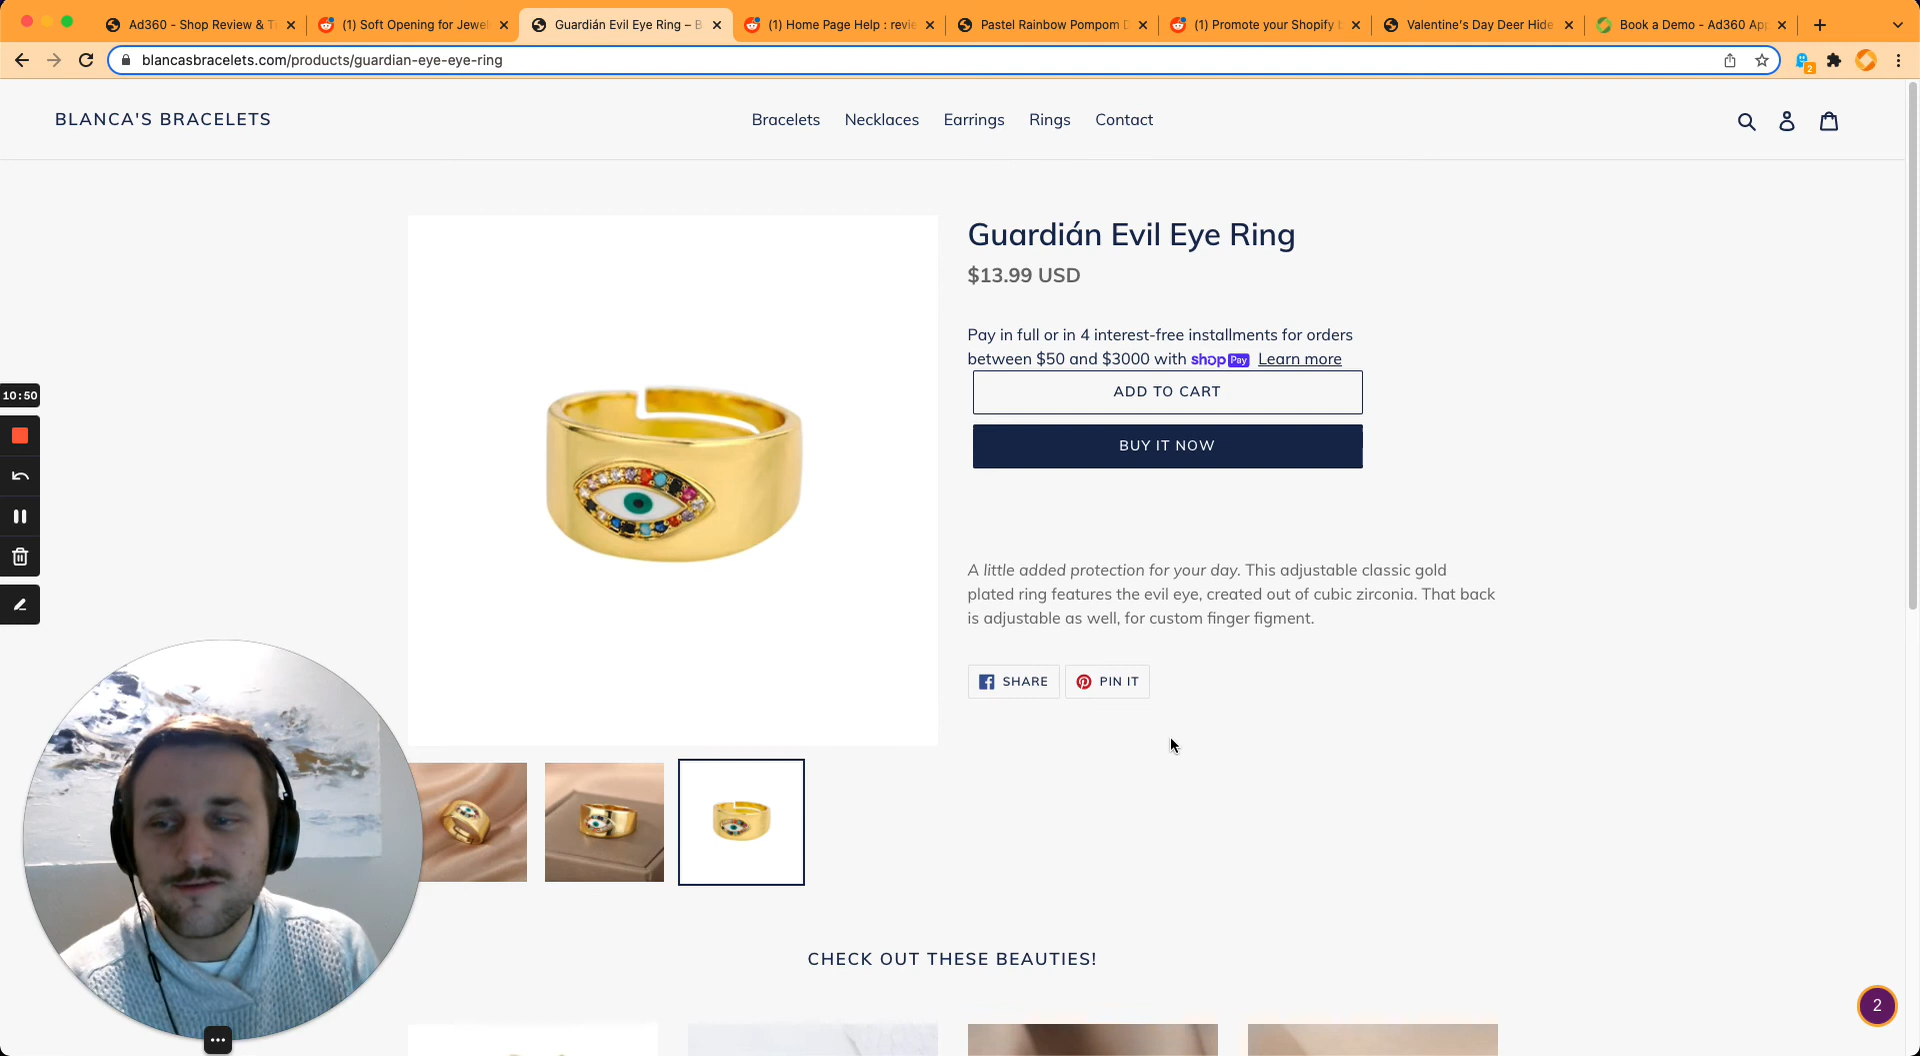 Ad360 - Shop Review & T
(1) Soft Opening for Jewel
Guardián Evil Eye Ring – B
(1) Home Page Help : revie
Pastel Rainbow Pompom D
(1) Promote your Shopify b
Valentine's Day Deer Hide
Book a Demo - Ad360 App
blancasbracelets.com/products/guardian-eye-eye-ring
2
BLANCA'S BRACELETS
Bracelets
Necklaces
Earrings
Rings
Contact
Guardián Evil Eye Ring
$13.99 USD
Pay in full or in 4 interest-free installments for orders
between $50 and $3000 with shop Pay Learn more
ADD TO CART
BUY IT NOW
10:50
A little added protection for your day. This adjustable classic gold
plated ring features the evil eye, created out of cubic zirconia. That back
is adjustable as well, for custom finger figment.
SHARE
PIN IT
CHECK OUT THESE BEAUTIES!
2